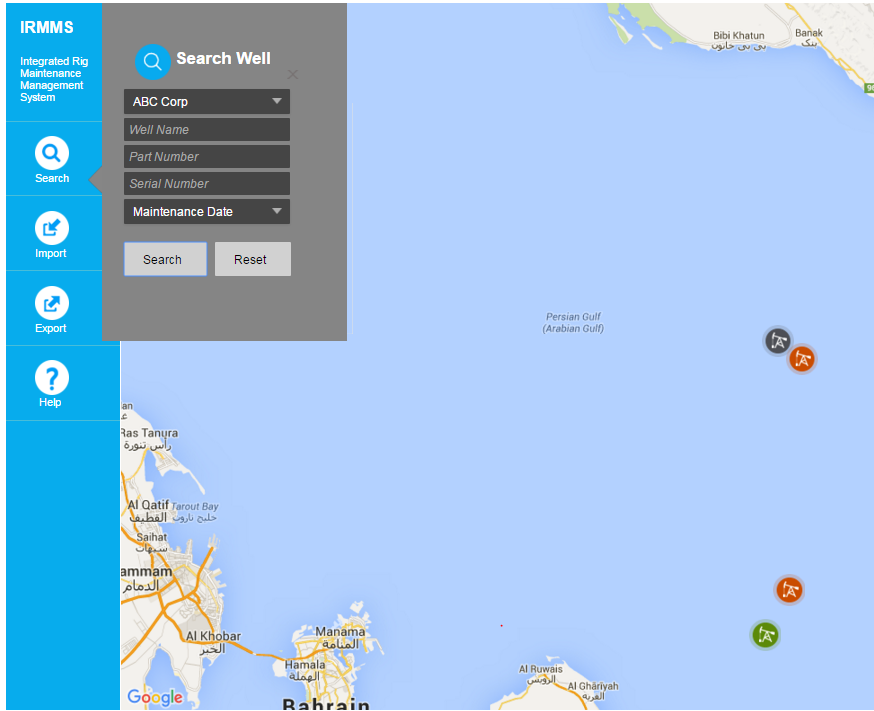 IRMMS
Integrated Rig
Maintenance
Management
System
Search
Import
Export
Help
Search Well
ABC Corp
Well Name
Part Number
Serial Number
Maintenance Date
Search
Reset
Bibi Khatun
بی بی خاتون
Banak
بنک
Persian Gulf
(Arabian Gulf)
Ras Tanura
رأس تنورة
Al Qatif
القطيف
Tarout Bay
خليج تاروت
Saihat
سيهات
ammam
الدمام
Al Khobar
الخبر
Manama
المنامة
Hamala
الهملة
Bahrain
Al Ruwais
الرويس
Al Ghāriyah
الغارية
Google